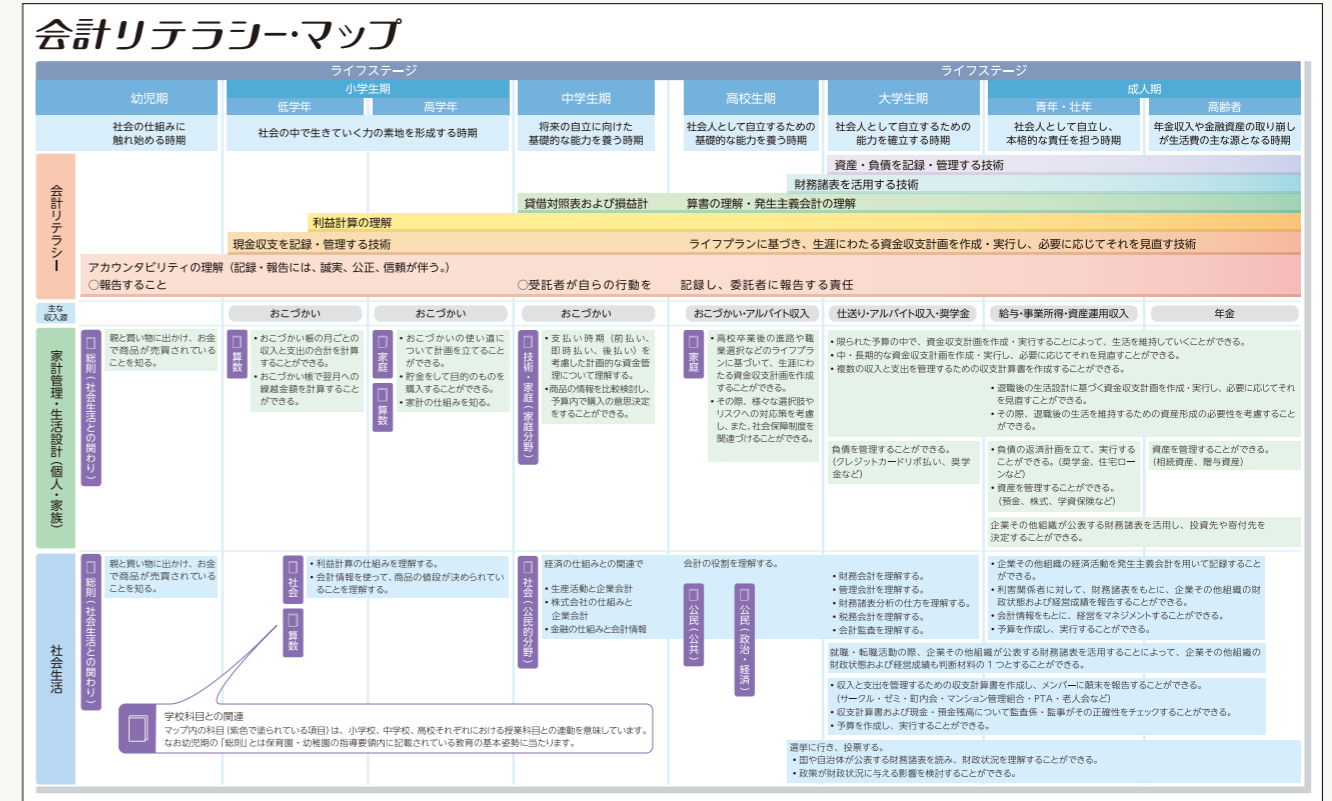 会計リテラシー・マップ
ライフステージ
ライフステージ
幼児期
小学生期
低学年
高学年
中学生期
高校生期
大学生期
成人期
青年・壮年
高齢者
社会の仕組みに
触れ始める時期
社会の中で生きていく力の素地を形成する時期
将来の自立に向けた
基礎的な能力を養う時期
社会人として自立するための
基礎的な能力を養う時期
社会人として自立するための
能力を確立する時期
社会人として自立し、
本格的な責任を担う時期
年金収入や金融資産の取り崩し
が生活費の主な源となる時期
会計リテラシー
資産・負債を記録・管理する技術
財務諸表を活用する技術
貸借対照表および損益計 算書の理解・発生主義会計の理解
利益計算の理解
現金収支を記録・管理する技術
ライフプランに基づき、生涯にわたる資金収支計画を作成・実行し、必要に応じてそれを見直す技術
アカウンタビリティの理解(記録・報告には、誠実、公正、信頼が伴う。)
○報告すること
○受託者が自らの行動を 記録し、委託者に報告する責任
主な
収入源
おこづかい
おこづかい
おこづかい
おこづかい・アルバイト収入
仕送り・アルバイト収入・奨学金
給与・事業所得・資産運用収入
年金
家計管理・生活設計(個人・家族)
総則(社会生活との関わり)
親と買い物に出かけ、お金
で商品が売買されている
ことを知る。
算数
・おこづかい帳の月ごとの
収入と支出の合計を計算
することができる。
・おこづかい帳で翌月への
繰越金額を計算すること
ができる。
家庭
算数
・おこづかいの使い道に
ついて計画を立てること
ができる。
・貯金をして目的のものを
購入することができる。
・家計の仕組みを知る。
技術・家庭(家庭分野)
・支払い時期(前払い、
即時払い、後払い)を
考慮した計画的な資金管
理について理解する。
・商品の情報を比較検討し、
予算内で購入の意思決定
をすることができる。
家庭
・高校卒業後の進路や職
業選択などのライフプラ
ンに基づいて、生涯にわ
たる資金収支計画を作成
することができる。
・その際、様々な選択肢や
リスクへの対応策を考慮
し、また、社会保障制度を
関連づけることができる。
・限られた予算の中で、資金収支計画を作成・実行することによって、生活を維持していくことができる。
・中・長期的な資金収支計画を作成・実行し、必要に応じてそれを見直すことができる。
・複数の収入と支出を管理するための収支計算書を作成することができる。
・退職後の生活設計に基づく資金収支計画を作成・実行し、必要に応じてそれ
を見直すことができる。
・その際、退職後の生活を維持するための資産形成の必要性を考慮すること
ができる。
負債を管理することができる。
(クレジットカードリボ払い、奨学
金など)
・負債の返済計画を立て、実行する
ことができる。(奨学金、住宅ロー
ンなど)
・資産を管理することができる。
(預金、株式、学資保険など)
資産を管理することができる。
(相続資産、贈与資産)
企業その他組織が公表する財務諸表を活用し、投資先や寄付先を
決定することができる。
社会生活
総則(社会生活との関わり)
親と買い物に出かけ、お金
で商品が売買されている
ことを知る。
社会
算数
・利益計算の仕組みを理解する。
・会計情報を使って、商品の値段が決められてい
ることを理解する。
社会(公民的分野)
経済の仕組みとの関連で
・生産活動と企業会計
・株式会社の仕組みと
企業会計
・金融の仕組みと会計情報
会計の役割を理解する。
公民(公共)
公民(政治・経済)
・財務会計を理解する。
・管理会計を理解する。
・財務諸表分析の仕方を理解する。
・税務会計を理解する。
・会計監査を理解する。
・企業その他組織の経済活動を発生主義会計を用いて記録すること
ができる。
・利害関係者に対して、財務諸表をもとに、企業その他組織の財
政状態および経営成績を報告することができる。
・会計情報をもとに、経営をマネジメントすることができる。
・予算を作成し、実行することができる。
就職・転職活動の際、企業その他組織が公表する財務諸表を活用することによって、企業その他組織の
財政状態および経営成績も判断材料の1つとすることができる。
・収入と支出を管理するための収支計算書を作成し、メンバーに顛末を報告することができる。
(サークル・ゼミ・町内会・マンション管理組合・PTA・老人会など)
・収支計算書および現金・預金残高について監査係・監事がその正確性をチェックすることができる。
・予算を作成し、実行することができる。
選挙に行き、投票する。
・国や自治体が公表する財務諸表を読み、財政状況を理解することができる。
・政策が財政状況に与える影響を検討することができる。
学校科目との関連
マップ内の科目(紫色で塗られている項目)は、小学校、中学校、高校それぞれにおける授業科目との連動を意味しています。
なお幼児期の「総則」とは保育園・幼稚園の指導要領内に記載されている教育の基本姿勢に当たります。